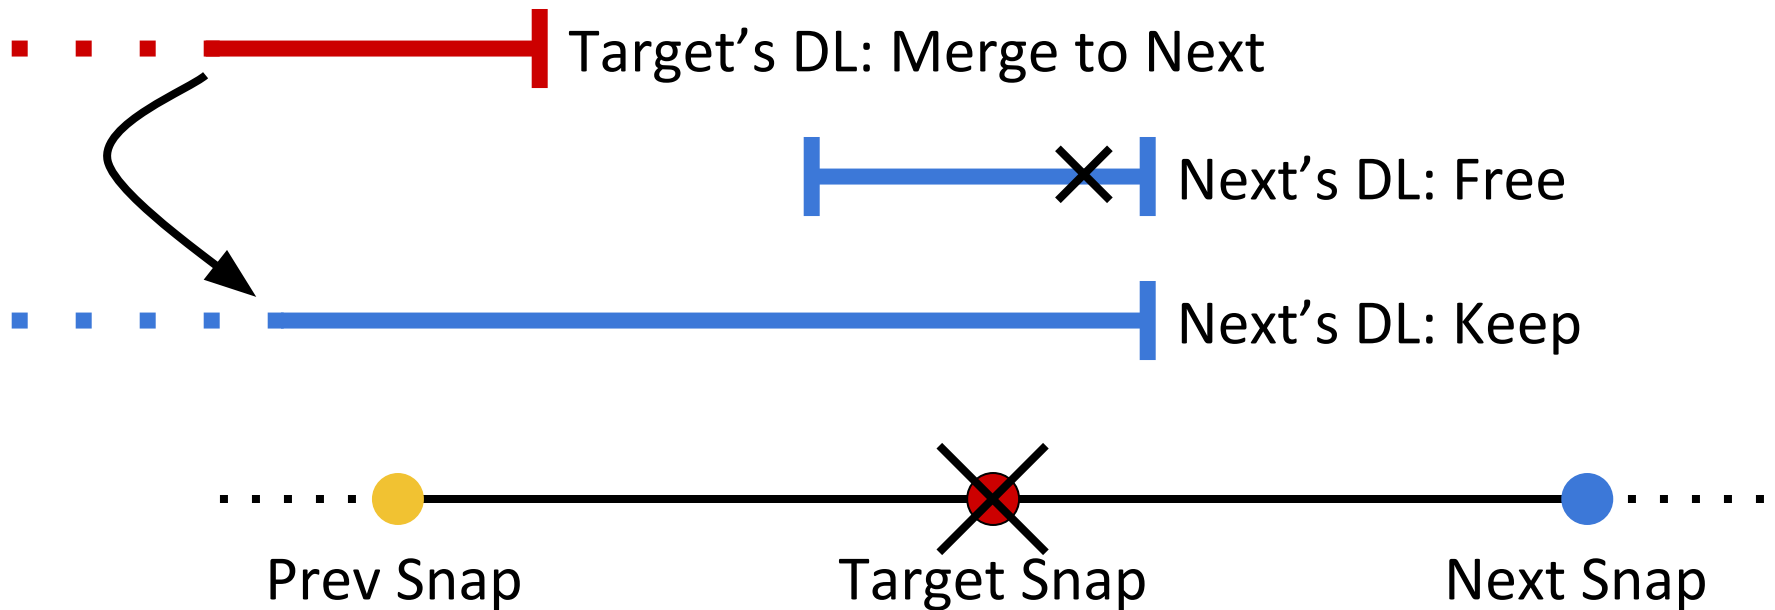 Target’s DL: Merge to Next
Next’s DL: Free
Next’s DL: Keep
Prev Snap
Target Snap
Next Snap